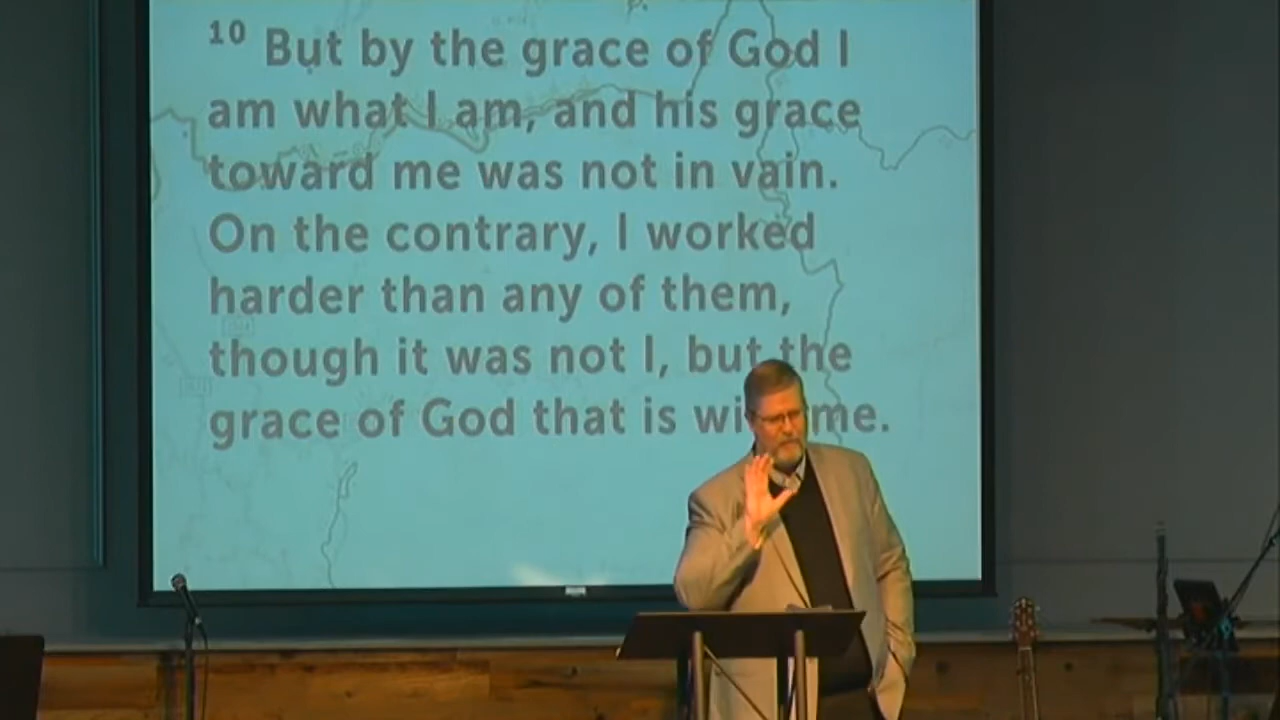 10 But by the grace of God I
am what I am, and his grace
toward me was not in vain.
On the contrary, I worked
harder than any of them,
though it was not I, but the
grace of God that is wi me.